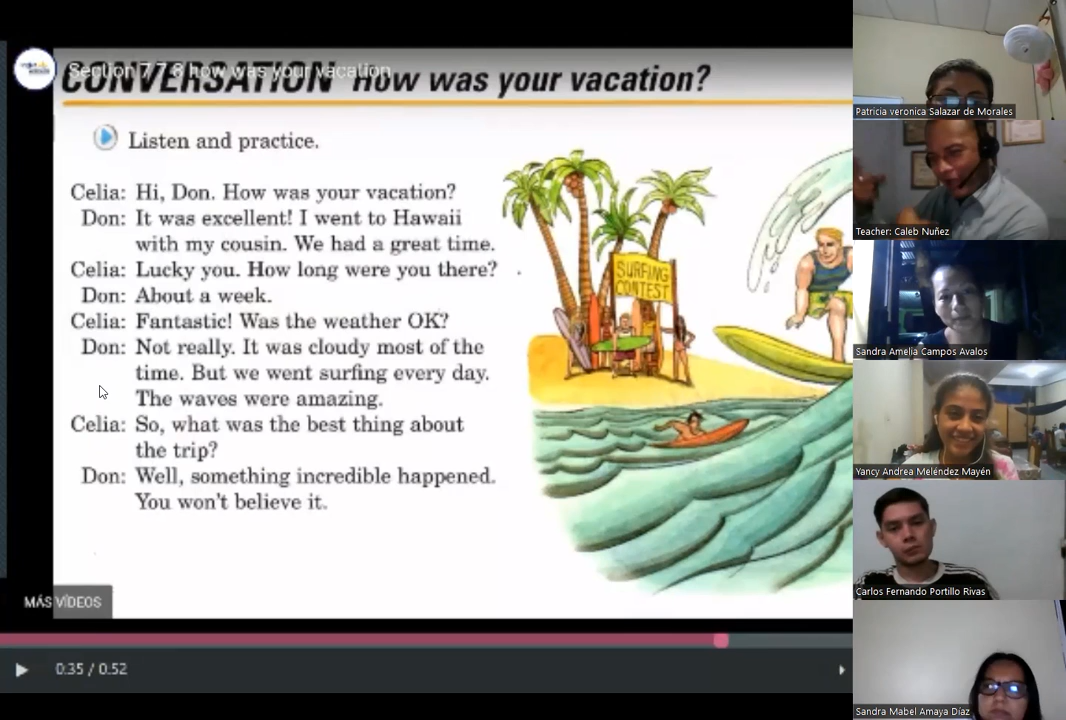 Section 7 7.8 how was your vacation
CONVERSATION How was your vacation?
Listen and practice.
Celia: Hi, Don. How was your vacation?
Don: It was excellent! I went to Hawaii
with my cousin. We had a great time.
Celia: Lucky you. How long were you there?
Don: About a week.
Celia: Fantastic! Was the weather OK?
Don: Not really. It was cloudy most of the
time. But we went surfing every day.
The waves were amazing.
Celia: So, what was the best thing about
the trip?
Don: Well, something incredible happened.
You won't believe it.
SURFING
CONTEST
MÁS VÍDEOS
0:35 / 0:52
Patricia veronica Salazar de Morales
Teacher: Caleb Nuñez
Sandra Amelia Campos Avalos
Yancy Andrea Meléndez Mayén
Carlos Fernando Portillo Rivas
Sandra Mabel Amaya Díaz